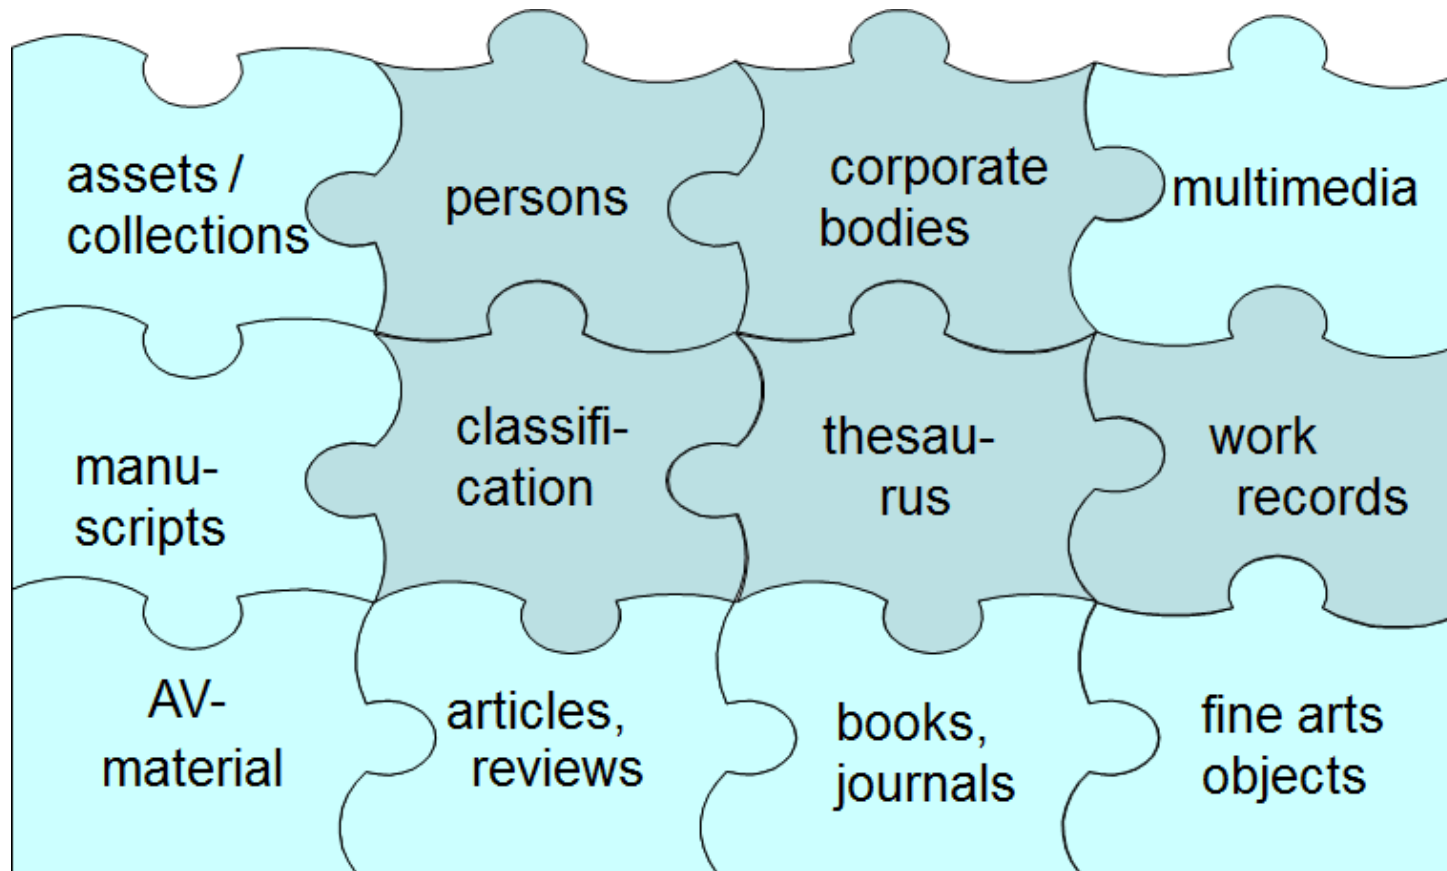 assets /
collections
persons
corporate
bodies
multimedia
manu-
scripts
classifi-
cation
thesau-
rus
work
records
AV-
material
articles,
reviews
books,
journals
fine arts
objects